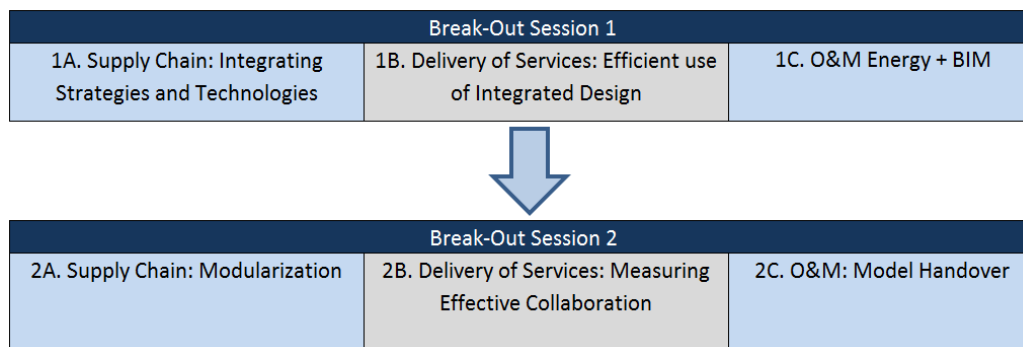 Break-Out Session 1
1A. Supply Chain: Integrating
Strategies and Technologies
1B. Delivery of Services: Efficient use
of Integrated Design
1C. O&M Energy + BIM
Break-Out Session 2
2A. Supply Chain: Modularization
2B. Delivery of Services: Measuring
Effective Collaboration
2C. O&M: Model Handover